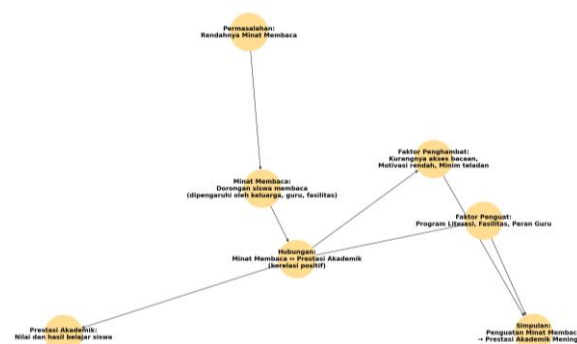 Permasalahan:
Rendahnya Minat Membaca
Faktor Penghambat:
Kurangnya akses bacaan,
Motivasi rendah, Minim teladan
Minat Membaca:
Dorongan siswa membaca
(dipengaruhi oleh keluarga, guru, fasilitas)
Faktor Penguat:
Program Literasi, Fasilitas, Peran Guru
Hubungan:
Minat Membaca ↔ Prestasi Akademik
(korelasi positif)
Prestasi Akademik:
Nilai dan hasil belajar siswa
Simpulan:
Penguatan Minat Membac
→ Prestasi Akademik Mening